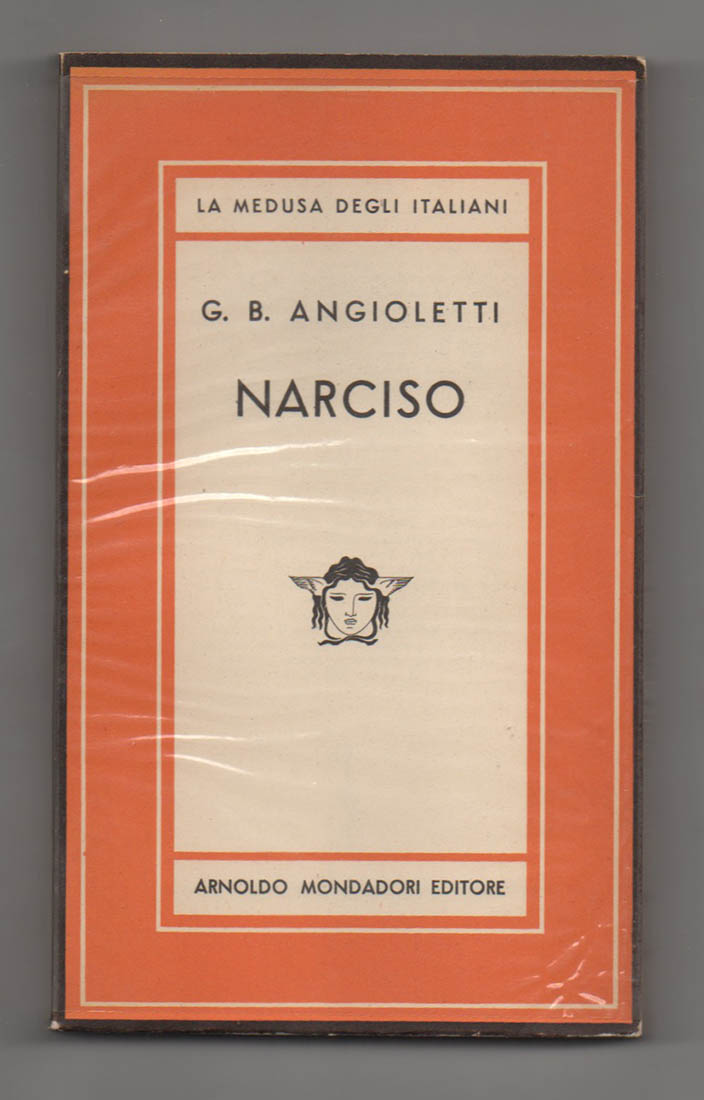 LA MEDUSA DEGLI ITALIANI
G. B. ANGIOLETTI
NARCISO
ARNOLDO MONDADORI EDITORE